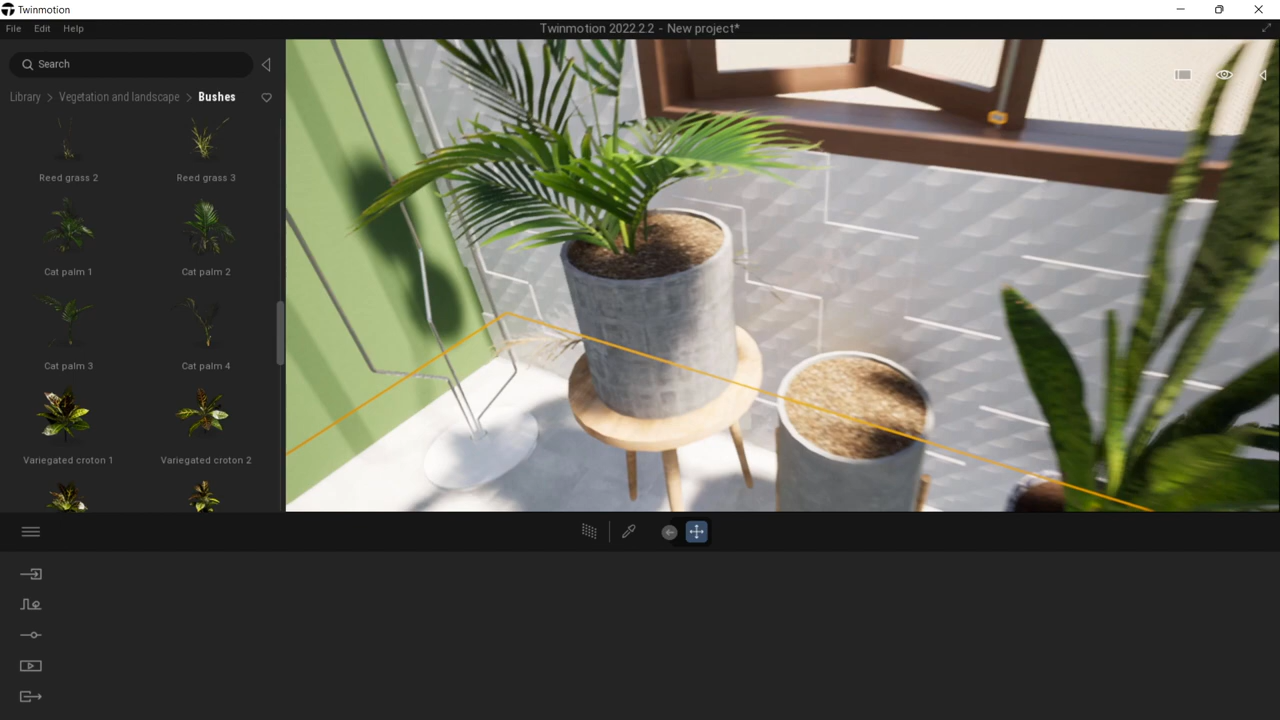 Twinmotion
File Edit Help
Twinmotion 2022.2.2 - New project*
Search
Library > Vegetation and landscape > Bushes
Reed grass 2 Reed grass 3
Cat palm 1 Cat palm 2
Cat palm 3 Cat palm 4
Variegated croton 1 Variegated croton 2